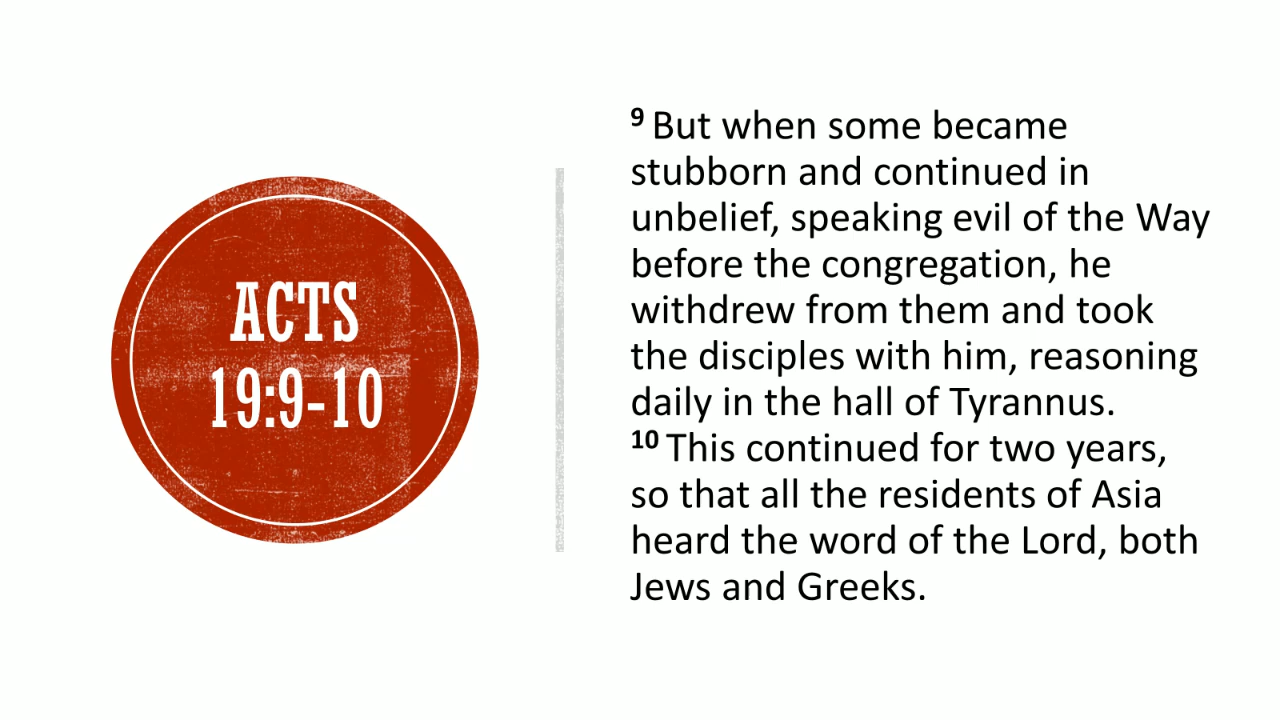 ACTS
19:9-10
9 But when some became
stubborn and continued in
unbelief, speaking evil of the Way
before the congregation, he
withdrew from them and took
the disciples with him, reasoning
daily in the hall of Tyrannus.
10 This continued for two years,
so that all the residents of Asia
heard the word of the Lord, both
Jews and Greeks.